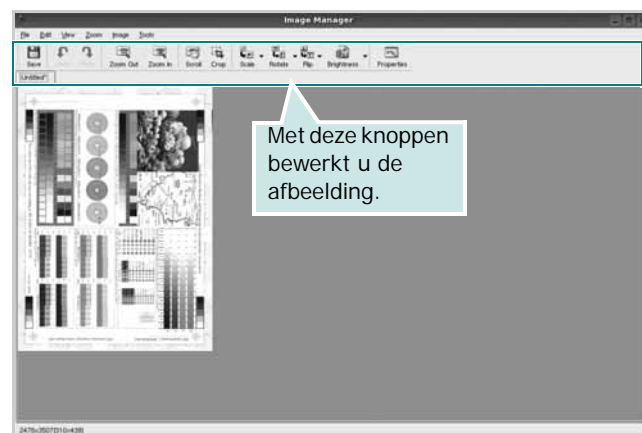 Image Manager
File Edit View Zoom Image Tools
Save Zoom Out Zoom In Scroll Crop Scale Rotate Flip Brightness Properties
Untitled*
Met deze knoppen
bewerkt u de
afbeelding.